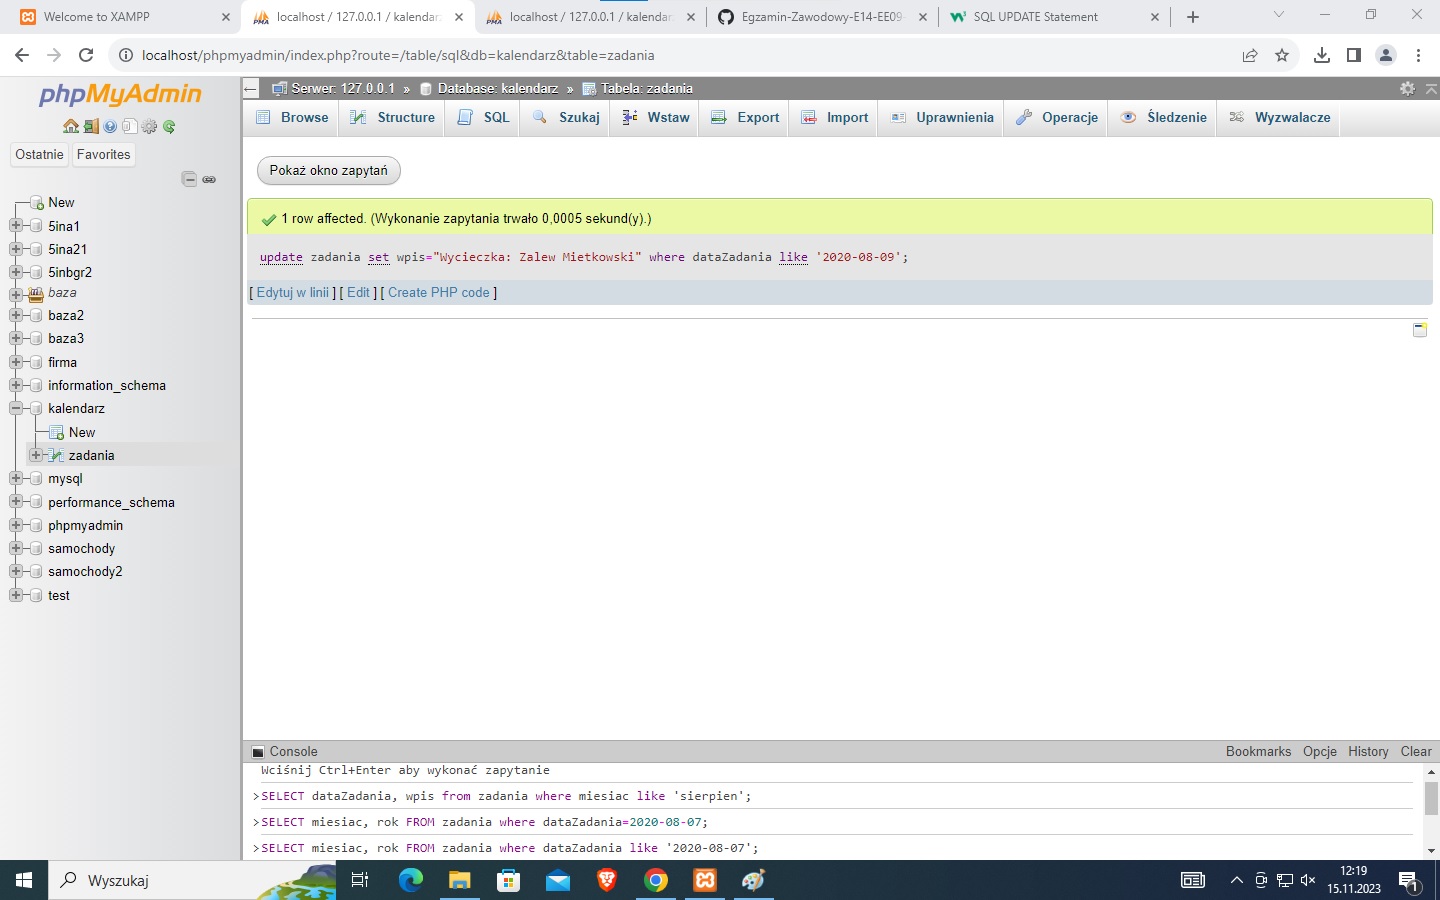 Welcome to XAMPP
localhost / 127.0.0.1 / kalendarz
localhost / 127.0.0.1 / kalendarz
Egzamin-Zawodowy-E14-EE09-
SQL UPDATE Statement
localhost/phpmyadmin/index.php?route=/table/sql&db=kalendarz&table=zadania
phpMyAdmin
Serwer: 127.0.0.1 » Database: kalendarz » Tabela: zadania
Browse Structure SQL Szukaj Wstaw Export Import Uprawnienia Operacje Śledzenie Wyzwalacze
Ostatnie Favorites
New
5ina1
5ina21
5inbgr2
baza
baza2
baza3
firma
information_schema
kalendarz
New
zadania
mysql
performance_schema
phpmyadmin
samochody
samochody2
test
Pokaż okno zapytań
1 row affected. (Wykonanie zapytania trwało 0,0005 sekund(y).)
update zadania set wpis="Wycieczka: Zalew Mietkowski" where dataZadania like '2020-08-09';
[ Edytuj w linii ] [ Edit ] [ Create PHP code ]
Console Bookmarks Opcje History Clear
Wciśnij Ctrl+Enter aby wykonać zapytanie
>SELECT dataZadania, wpis from zadania where miesiac like 'sierpien';
>SELECT miesiac, rok FROM zadania where dataZadania=2020-08-07;
>SELECT miesiac, rok FROM zadania where dataZadania like '2020-08-07';
Wyszukaj
12:19
15.11.2023
1